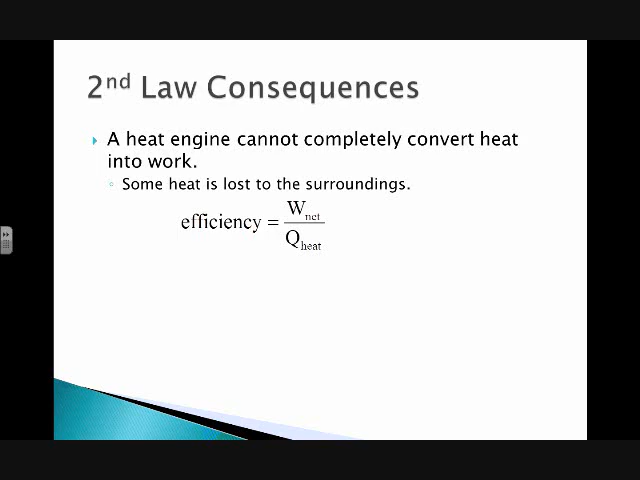 2nd Law Consequences
A heat engine cannot completely convert heat
into work.
Some heat is lost to the surroundings.
efficiency = Wnet / Qheat